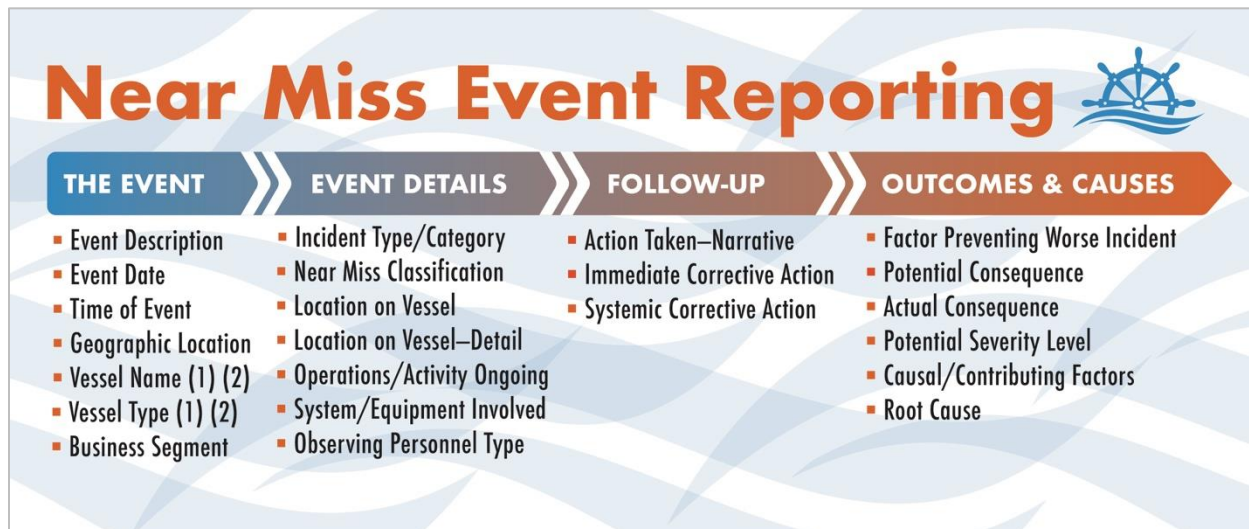 Near Miss Event Reporting
THE EVENT
▪ Event Description
▪ Event Date
▪ Time of Event
▪ Geographic Location
▪ Vessel Name (1) (2)
▪ Vessel Type (1) (2)
▪ Business Segment
EVENT DETAILS
▪ Incident Type/Category
▪ Near Miss Classification
▪ Location on Vessel
▪ Location on Vessel–Detail
▪ Operations/Activity Ongoing
▪ System/Equipment Involved
▪ Observing Personnel Type
FOLLOW-UP
▪ Action Taken–Narrative
▪ Immediate Corrective Action
▪ Systemic Corrective Action
OUTCOMES & CAUSES
▪ Factor Preventing Worse Incident
▪ Potential Consequence
▪ Actual Consequence
▪ Potential Severity Level
▪ Causal/Contributing Factors
▪ Root Cause